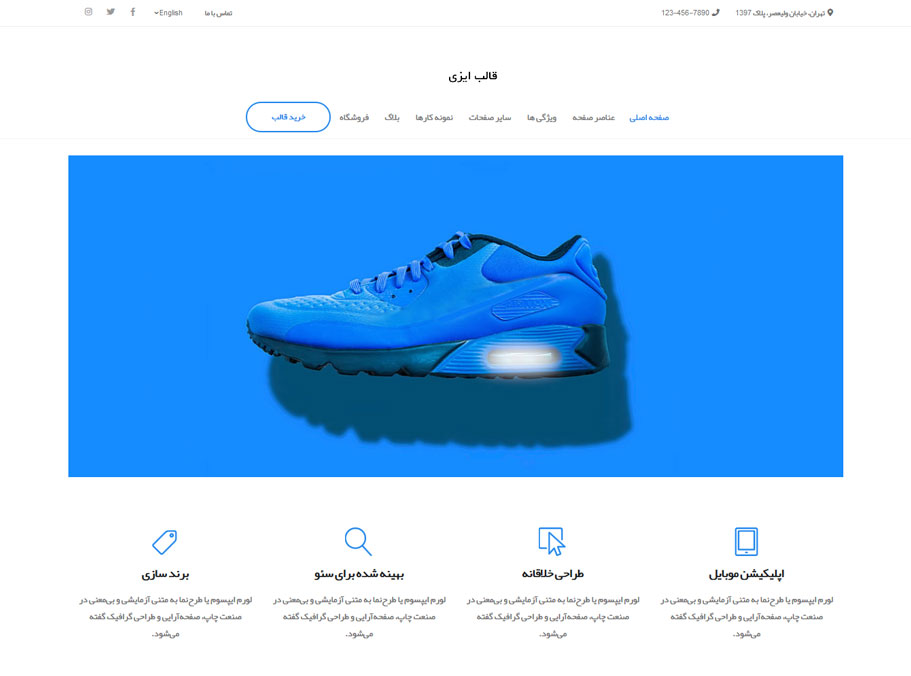 تهران، خیابان ولیعصر، پلاک 1397
123-456-7890
تماس با ما
English
قالب ایزی
صفحه اصلی
عناصر صفحه
ویژگی ها
سایر صفحات
نمونه کارها
بلاگ
فروشگاه
خرید قالب
اپلیکیشن موبایل
لورم ایپسوم یا طرح‌نما به متنی آزمایشی و بی‌معنی در
صنعت چاپ، صفحه‌آرایی و طراحی گرافیک گفته
می‌شود.
طراحی خلاقانه
لورم ایپسوم یا طرح‌نما به متنی آزمایشی و بی‌معنی در
صنعت چاپ، صفحه‌آرایی و طراحی گرافیک گفته
می‌شود.
بهینه شده برای سئو
لورم ایپسوم یا طرح‌نما به متنی آزمایشی و بی‌معنی در
صنعت چاپ، صفحه‌آرایی و طراحی گرافیک گفته
می‌شود.
برند سازی
لورم ایپسوم یا طرح‌نما به متنی آزمایشی و بی‌معنی در
صنعت چاپ، صفحه‌آرایی و طراحی گرافیک گفته
می‌شود.